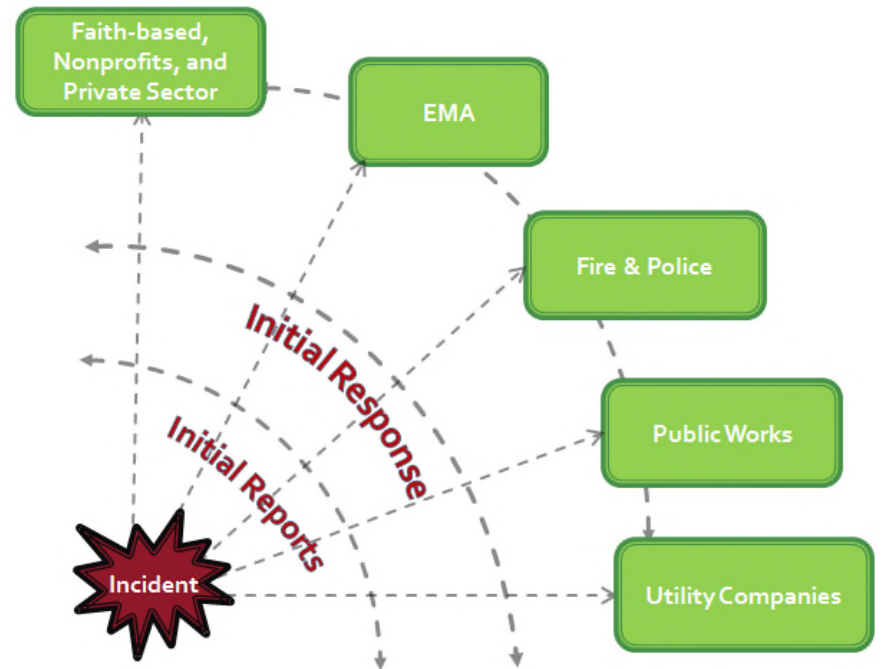 Faith-based,
Nonprofits, and
Private Sector
EMA
Fire & Police
Initial Response
Initial Reports
Public Works
Incident
Utility Companies